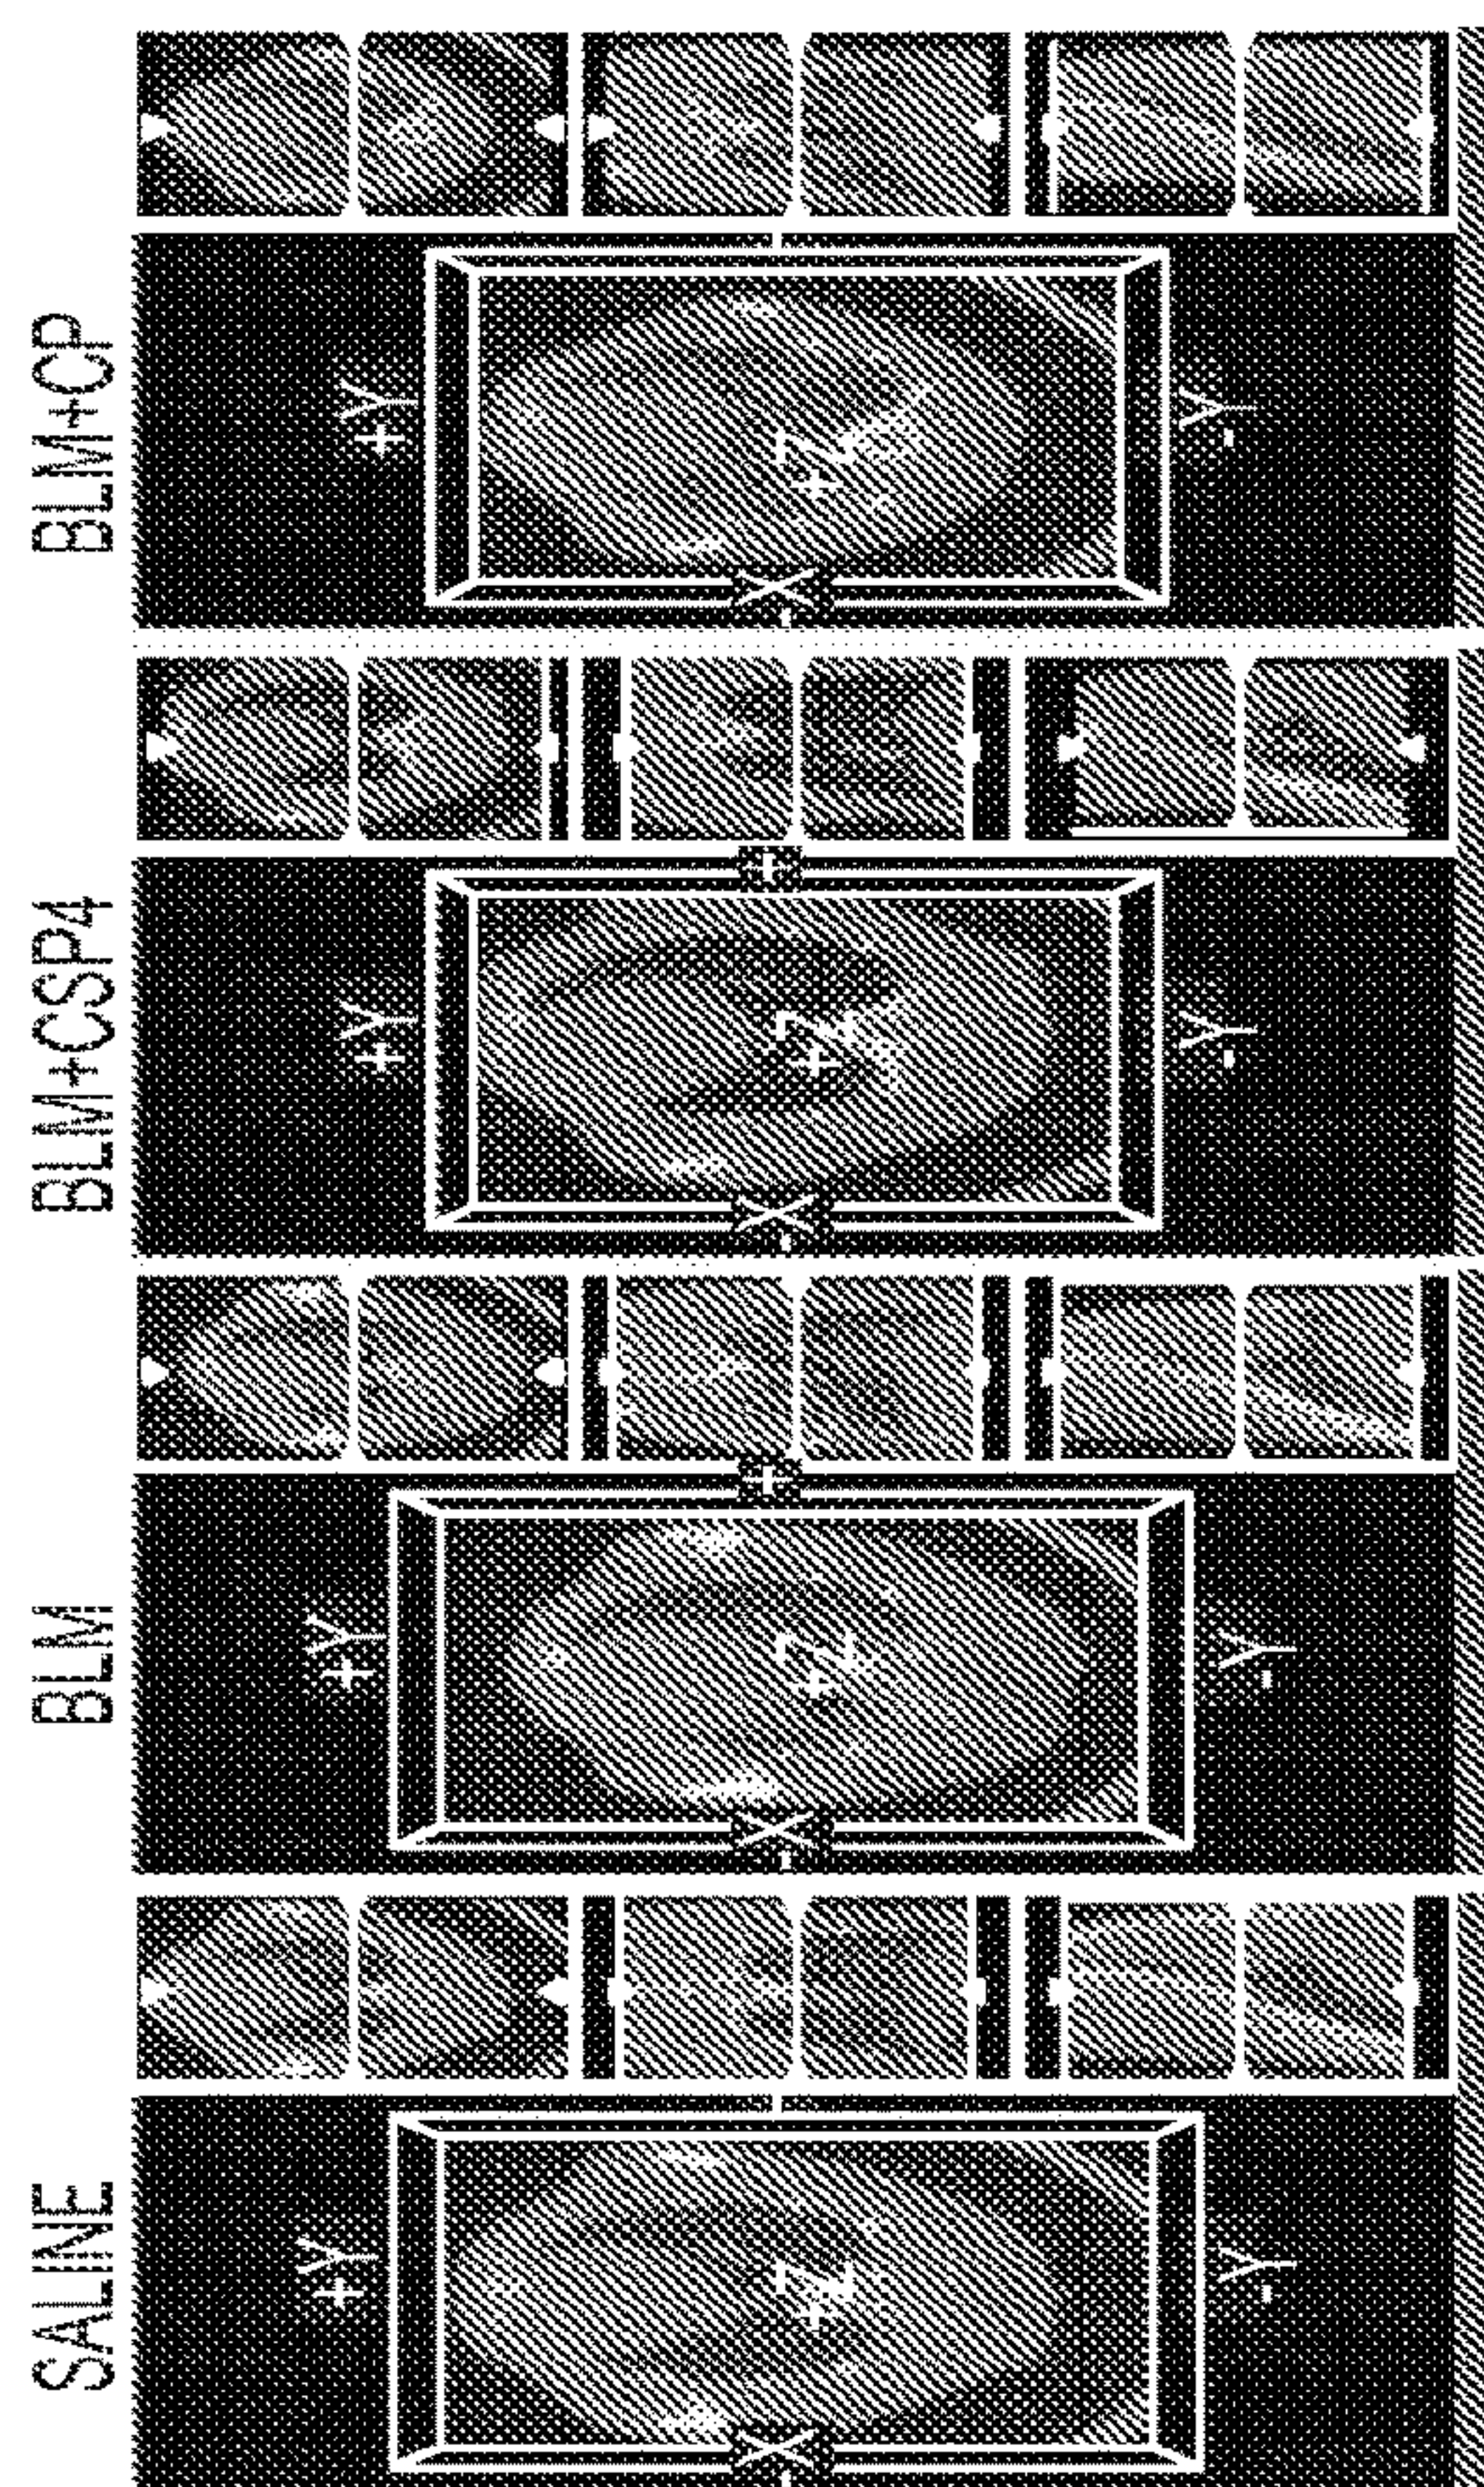 SALINE
BLM
BLM+CSP4
BLM+CP
+Y
+Y
+Y
+Y
-X
+Z
-X
+Z
+
-X
+Z
+
-X
+Z
-Y
-Y
-Y
-Y